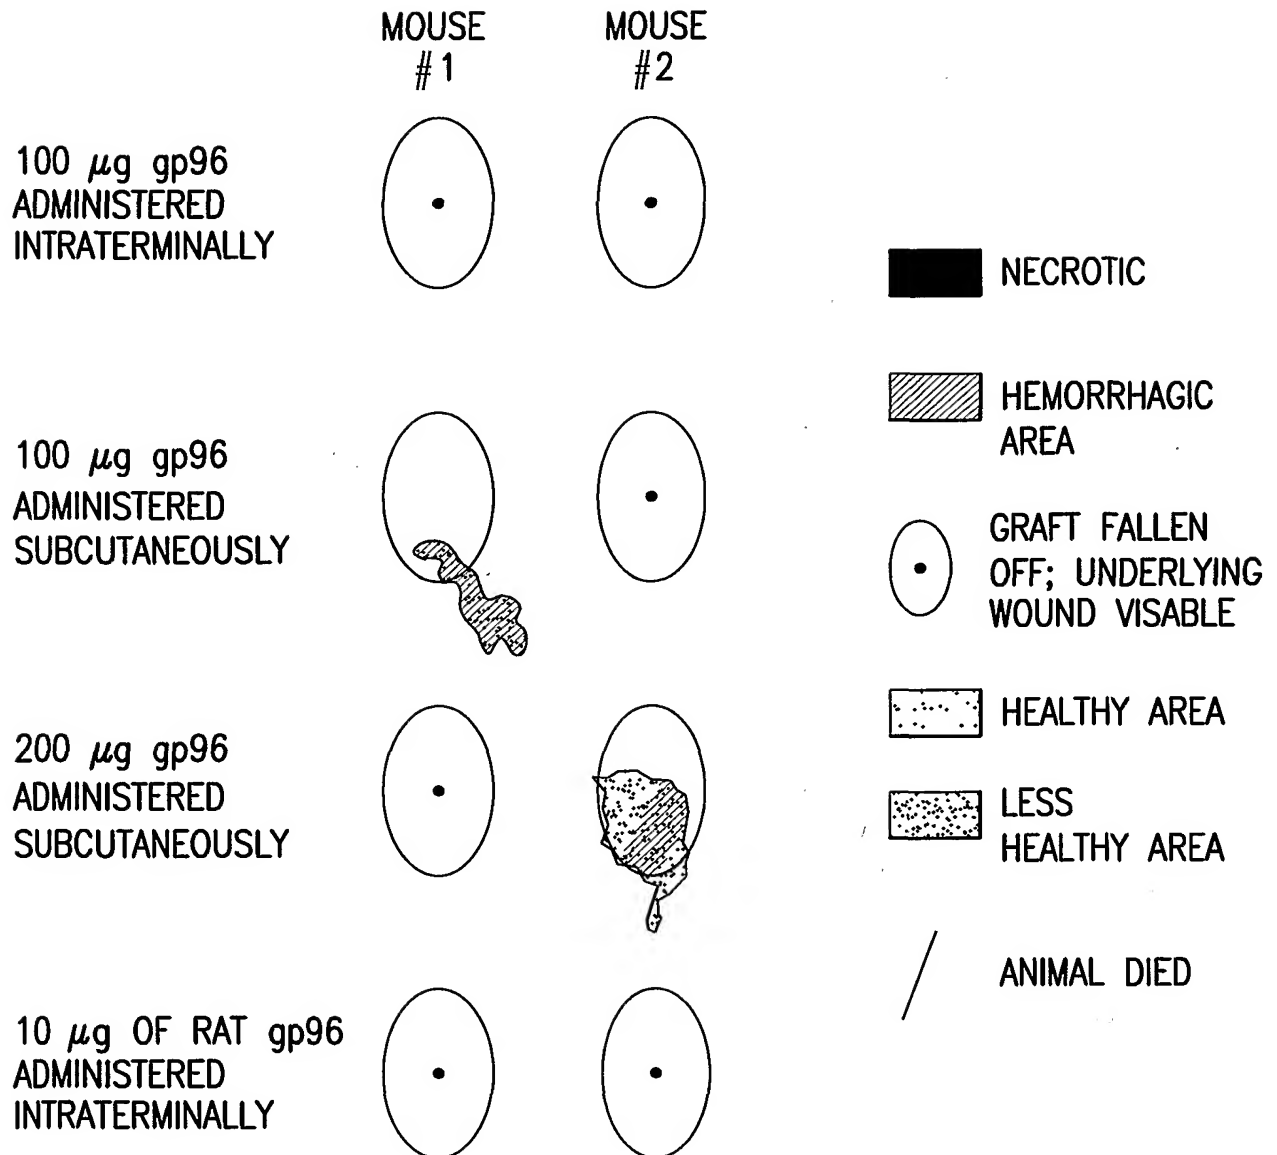 MOUSE
#1
MOUSE
#2
100 μg gp96
ADMINISTERED
INTRATERMINALLY
100 μg gp96
ADMINISTERED
SUBCUTANEOUSLY
200 μg gp96
ADMINISTERED
SUBCUTANEOUSLY
10 μg OF RAT gp96
ADMINISTERED
INTRATERMINALLY
NECROTIC
HEMORRHAGIC
AREA
GRAFT FALLEN
OFF; UNDERLYING
WOUND VISABLE
HEALTHY AREA
LESS
HEALTHY AREA
ANIMAL DIED